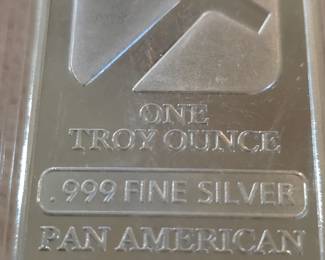 ONE
TROY OUNCE
.999 FINE SILVER
PAN AMERICAN